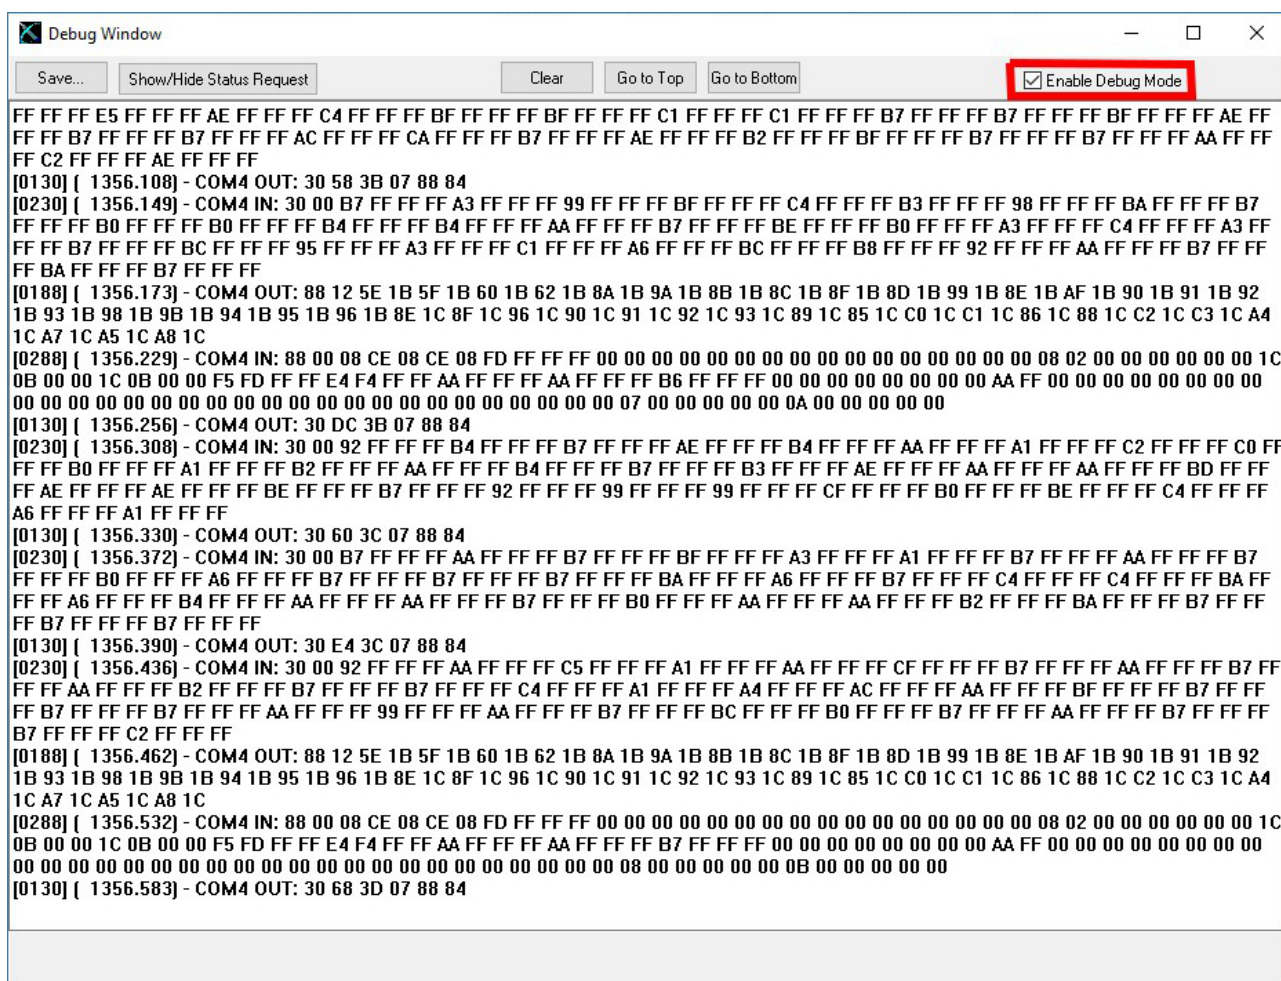 Debug Window
Save... Show/Hide Status Request Clear Go to Top Go to Bottom Enable Debug Mode
FF FF FF E5 FF FF FF AE FF FF FF C4 FF FF FF BF FF FF FF BF FF FF FF C1 FF FF FF C1 FF FF FF B7 FF FF FF B7 FF FF FF BF FF FF FF AE FF
FF FF B7 FF FF FF B7 FF FF FF AC FF FF FF CA FF FF FF B7 FF FF FF AE FF FF FF B2 FF FF FF BF FF FF FF B7 FF FF FF B7 FF FF FF AA FF FF
FF C2 FF FF FF AE FF FF FF
[0130] [ 1356.108] - COM4 OUT: 30 58 3B 07 88 84
[0230] [ 1356.149] - COM4 IN: 30 00 B7 FF FF FF A3 FF FF FF 99 FF FF FF BF FF FF FF C4 FF FF FF B3 FF FF FF 98 FF FF FF BA FF FF FF B7
FF FF FF B0 FF FF FF B0 FF FF FF B4 FF FF FF B4 FF FF FF AA FF FF FF B7 FF FF FF BE FF FF FF B0 FF FF FF A3 FF FF FF C4 FF FF FF A3 FF
FF FF B7 FF FF FF BC FF FF FF 95 FF FF FF A3 FF FF FF C1 FF FF FF A6 FF FF FF BC FF FF FF B8 FF FF FF 92 FF FF FF AA FF FF FF B7 FF FF
FF BA FF FF FF B7 FF FF FF
[0188] [ 1356.173] - COM4 OUT: 88 12 5E 1B 5F 1B 60 1B 62 1B 8A 1B 9A 1B 8B 1B 8C 1B 8F 1B 8D 1B 99 1B 8E 1B AF 1B 90 1B 91 1B 92
1B 93 1B 98 1B 9B 1B 94 1B 95 1B 96 1B 8E 1C 8F 1C 96 1C 90 1C 91 1C 92 1C 93 1C 89 1C 85 1C C0 1C C1 1C 86 1C 88 1C C2 1C C3 1C A4
1C A7 1C A5 1C A8 1C
[0288] [ 1356.229] - COM4 IN: 88 00 08 CE 08 CE 08 FD FF FF FF 00 00 00 00 00 00 00 00 00 00 00 00 00 00 00 00 08 02 00 00 00 00 00 00 1C
0B 00 00 1C 0B 00 00 F5 FD FF FF E4 F4 FF FF AA FF FF FF AA FF FF FF B6 FF FF FF 00 00 00 00 00 00 00 00 AA FF 00 00 00 00 00 00 00 00
00 00 00 00 00 00 00 00 00 00 00 00 00 00 00 00 00 00 00 00 00 00 07 00 00 00 00 00 0A 00 00 00 00 00
[0130] [ 1356.256] - COM4 OUT: 30 DC 3B 07 88 84
[0230] [ 1356.308] - COM4 IN: 30 00 92 FF FF FF B4 FF FF FF B7 FF FF FF AE FF FF FF B4 FF FF FF AA FF FF FF A1 FF FF FF C2 FF FF FF C0 FF
FF FF B0 FF FF FF A1 FF FF FF B2 FF FF FF AA FF FF FF B4 FF FF FF B7 FF FF FF B3 FF FF FF AE FF FF FF AA FF FF FF AA FF FF FF BD FF FF
FF AE FF FF FF AE FF FF FF BE FF FF FF B7 FF FF FF 92 FF FF FF 99 FF FF FF 99 FF FF FF CF FF FF FF B0 FF FF FF BE FF FF FF C4 FF FF FF
A6 FF FF FF A1 FF FF FF
[0130] [ 1356.330] - COM4 OUT: 30 60 3C 07 88 84
[0230] [ 1356.372] - COM4 IN: 30 00 B7 FF FF FF AA FF FF FF B7 FF FF FF BF FF FF FF A3 FF FF FF A1 FF FF FF B7 FF FF FF AA FF FF FF B7
FF FF FF B0 FF FF FF A6 FF FF FF B7 FF FF FF B7 FF FF FF B7 FF FF FF BA FF FF FF A6 FF FF FF B7 FF FF FF C4 FF FF FF C4 FF FF FF BA FF
FF FF A6 FF FF FF B4 FF FF FF AA FF FF FF AA FF FF FF B7 FF FF FF B0 FF FF FF AA FF FF FF AA FF FF FF B2 FF FF FF BA FF FF FF B7 FF FF
FF B7 FF FF FF B7 FF FF FF
[0130] [ 1356.390] - COM4 OUT: 30 E4 3C 07 88 84
[0230] [ 1356.436] - COM4 IN: 30 00 92 FF FF FF AA FF FF FF C5 FF FF FF A1 FF FF FF AA FF FF FF CF FF FF FF B7 FF FF FF AA FF FF FF B7 FF
FF FF AA FF FF FF B2 FF FF FF B7 FF FF FF B7 FF FF FF C4 FF FF FF A1 FF FF FF A4 FF FF FF AC FF FF FF AA FF FF FF BF FF FF FF B7 FF FF
FF B7 FF FF FF B7 FF FF FF AA FF FF FF 99 FF FF FF AA FF FF FF B7 FF FF FF BC FF FF FF B0 FF FF FF B7 FF FF FF AA FF FF FF B7 FF FF FF
B7 FF FF FF C2 FF FF FF
[0188] [ 1356.462] - COM4 OUT: 88 12 5E 1B 5F 1B 60 1B 62 1B 8A 1B 9A 1B 8B 1B 8C 1B 8F 1B 8D 1B 99 1B 8E 1B AF 1B 90 1B 91 1B 92
1B 93 1B 98 1B 9B 1B 94 1B 95 1B 96 1B 8E 1C 8F 1C 96 1C 90 1C 91 1C 92 1C 93 1C 89 1C 85 1C C0 1C C1 1C 86 1C 88 1C C2 1C C3 1C A4
1C A7 1C A5 1C A8 1C
[0288] [ 1356.532] - COM4 IN: 88 00 08 CE 08 CE 08 FD FF FF FF 00 00 00 00 00 00 00 00 00 00 00 00 00 00 00 00 08 02 00 00 00 00 00 00 1C
0B 00 00 1C 0B 00 00 F5 FD FF FF E4 F4 FF FF AA FF FF FF AA FF FF FF B7 FF FF FF 00 00 00 00 00 00 00 00 AA FF 00 00 00 00 00 00 00 00
00 00 00 00 00 00 00 00 00 00 00 00 00 00 00 00 00 00 00 00 00 00 08 00 00 00 00 00 0B 00 00 00 00 00
[0130] [ 1356.583] - COM4 OUT: 30 68 3D 07 88 84